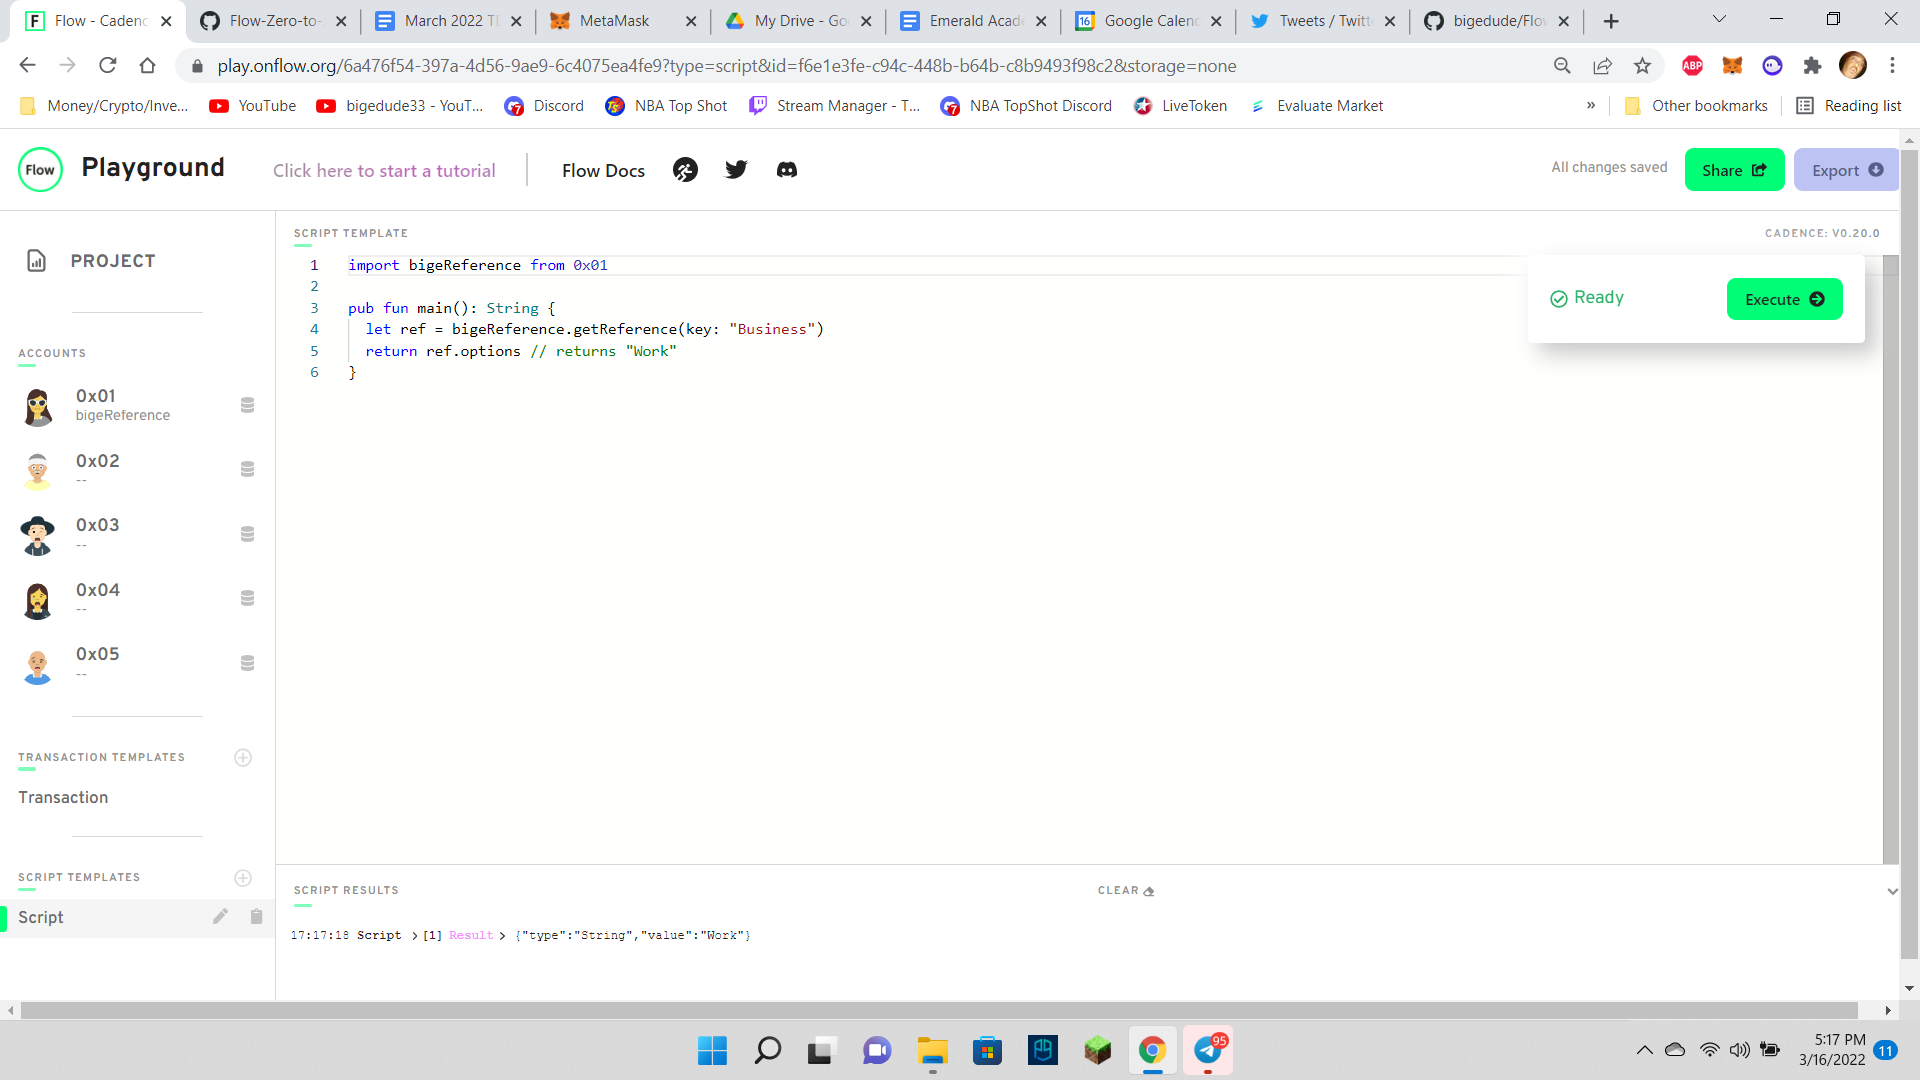 Flow - Cadenc
Flow-Zero-to-
March 2022 TD
MetaMask
My Drive - Goo
Emerald Acade
Google Calenc
Tweets / Twitte
bigedude/Flow
play.onflow.org/6a476f54-397a-4d56-9ae9-6c4075ea4fe9?type=script&id=f6e1e3fe-c94c-448b-b64b-c8b9493f98c2&storage=none
ABP
Money/Crypto/Inve...
YouTube
bigedude33 - YouT...
Discord
NBA Top Shot
Stream Manager - T...
NBA TopShot Discord
LiveToken
Evaluate Market
»
Other bookmarks
Reading list
Flow
Playground
Click here to start a tutorial
Flow Docs
All changes saved
Share
Export
PROJECT
ACCOUNTS
0x01
bigeReference
0x02
--
0x03
--
0x04
--
0x05
--
TRANSACTION TEMPLATES
Transaction
SCRIPT TEMPLATES
Script
SCRIPT TEMPLATE
CADENCE: V0.20.0
1 import bigeReference from 0x01
2
3 pub fun main(): String {
4 let ref = bigeReference.getReference(key: "Business")
5 return ref.options // returns "Work"
6 }
Ready
Execute
SCRIPT RESULTS
CLEAR
17:17:18 Script > [1] Result > {"type":"String","value":"Work"}
95
5:17 PM
3/16/2022
11